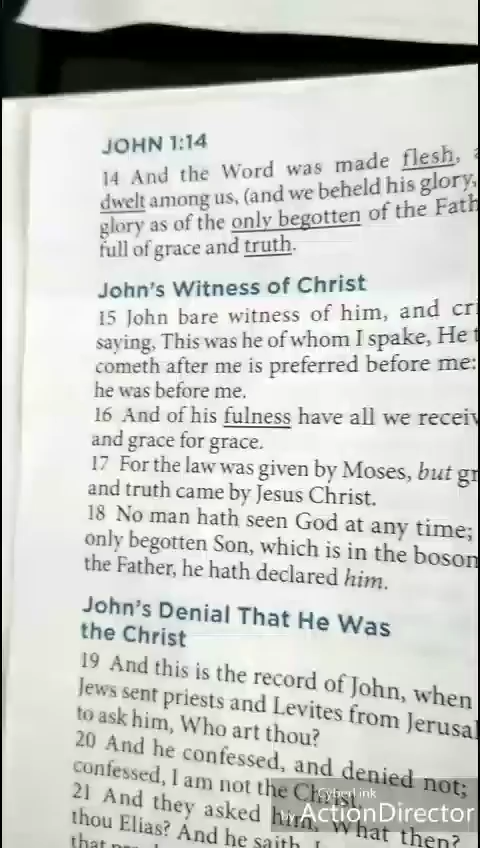 JOHN 1:14
14 And the Word was made flesh,
dwelt among us, (and we beheld his glory,
glory as of the only begotten of the Fath
full of grace and truth.
John's Witness of Christ
15 John bare witness of him, and cri
saying, This was he of whom I spake, He t
cometh after me is preferred before me:
he was before me.
16 And of his fulness have all we receiv
and grace for grace.
17 For the law was given by Moses, but gr
and truth came by Jesus Christ.
18 No man hath seen God at any time;
only begotten Son, which is in the bosom
the Father, he hath declared him.
John's Denial That He Was
the Christ
19 And this is the record of John, when
Jews sent priests and Levites from Jerusal
to ask him, Who art thou?
20 And he confessed, and denied not;
confessed, I am not the Christ.
21 And they asked him, What then?
thou Elias? And he saith,
that
CyberLink
ActionDirector